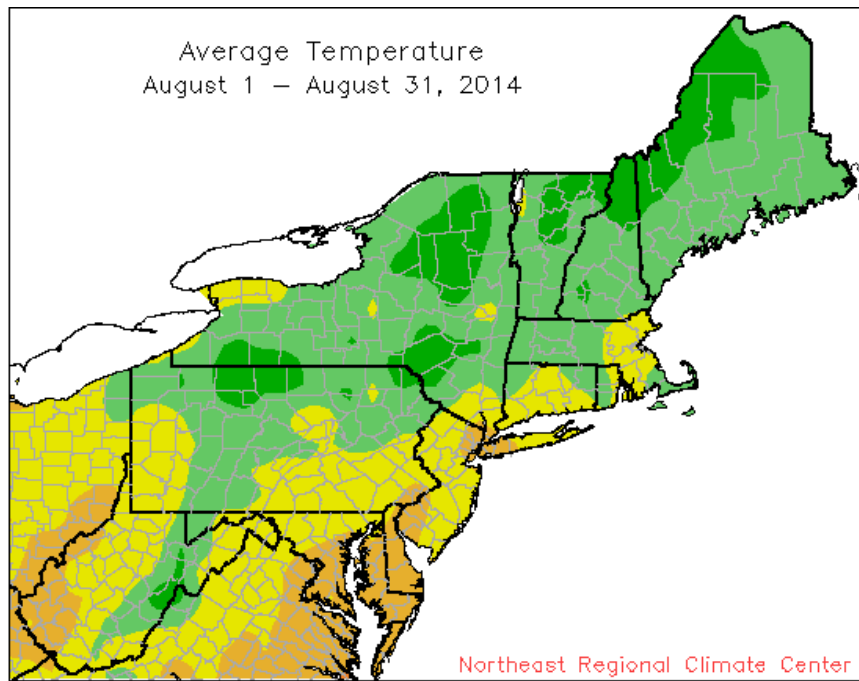 Average Temperature
August 1 – August 31, 2014
Northeast Regional Climate Center